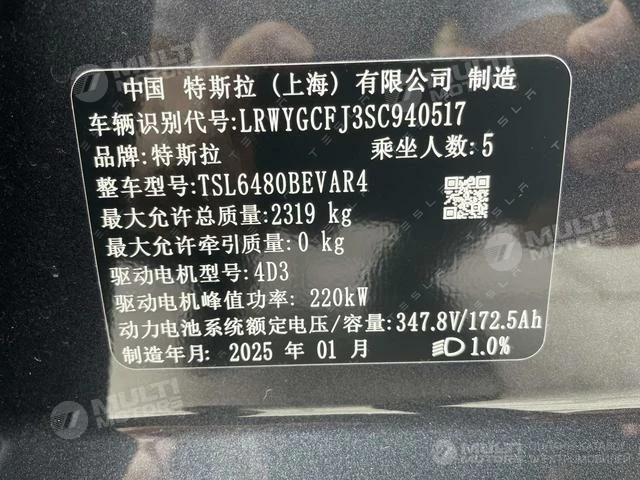 中国 特斯拉 (上海) 有限公司 制造
车辆识别代号:LRWYGCFJ3SC940517
品牌:特斯拉 乘坐人数:5
整车型号:TSL6480BEVAR4
最大允许总质量:2319 kg
最大允许牵引质量:0 kg
驱动电机型号:4D3
驱动电机峰值功率: 220kW
动力电池系统额定电压/容量:347.8V/172.5Ah
制造年月: 2025 年 01 月 1.0%
MULTI MOTORS